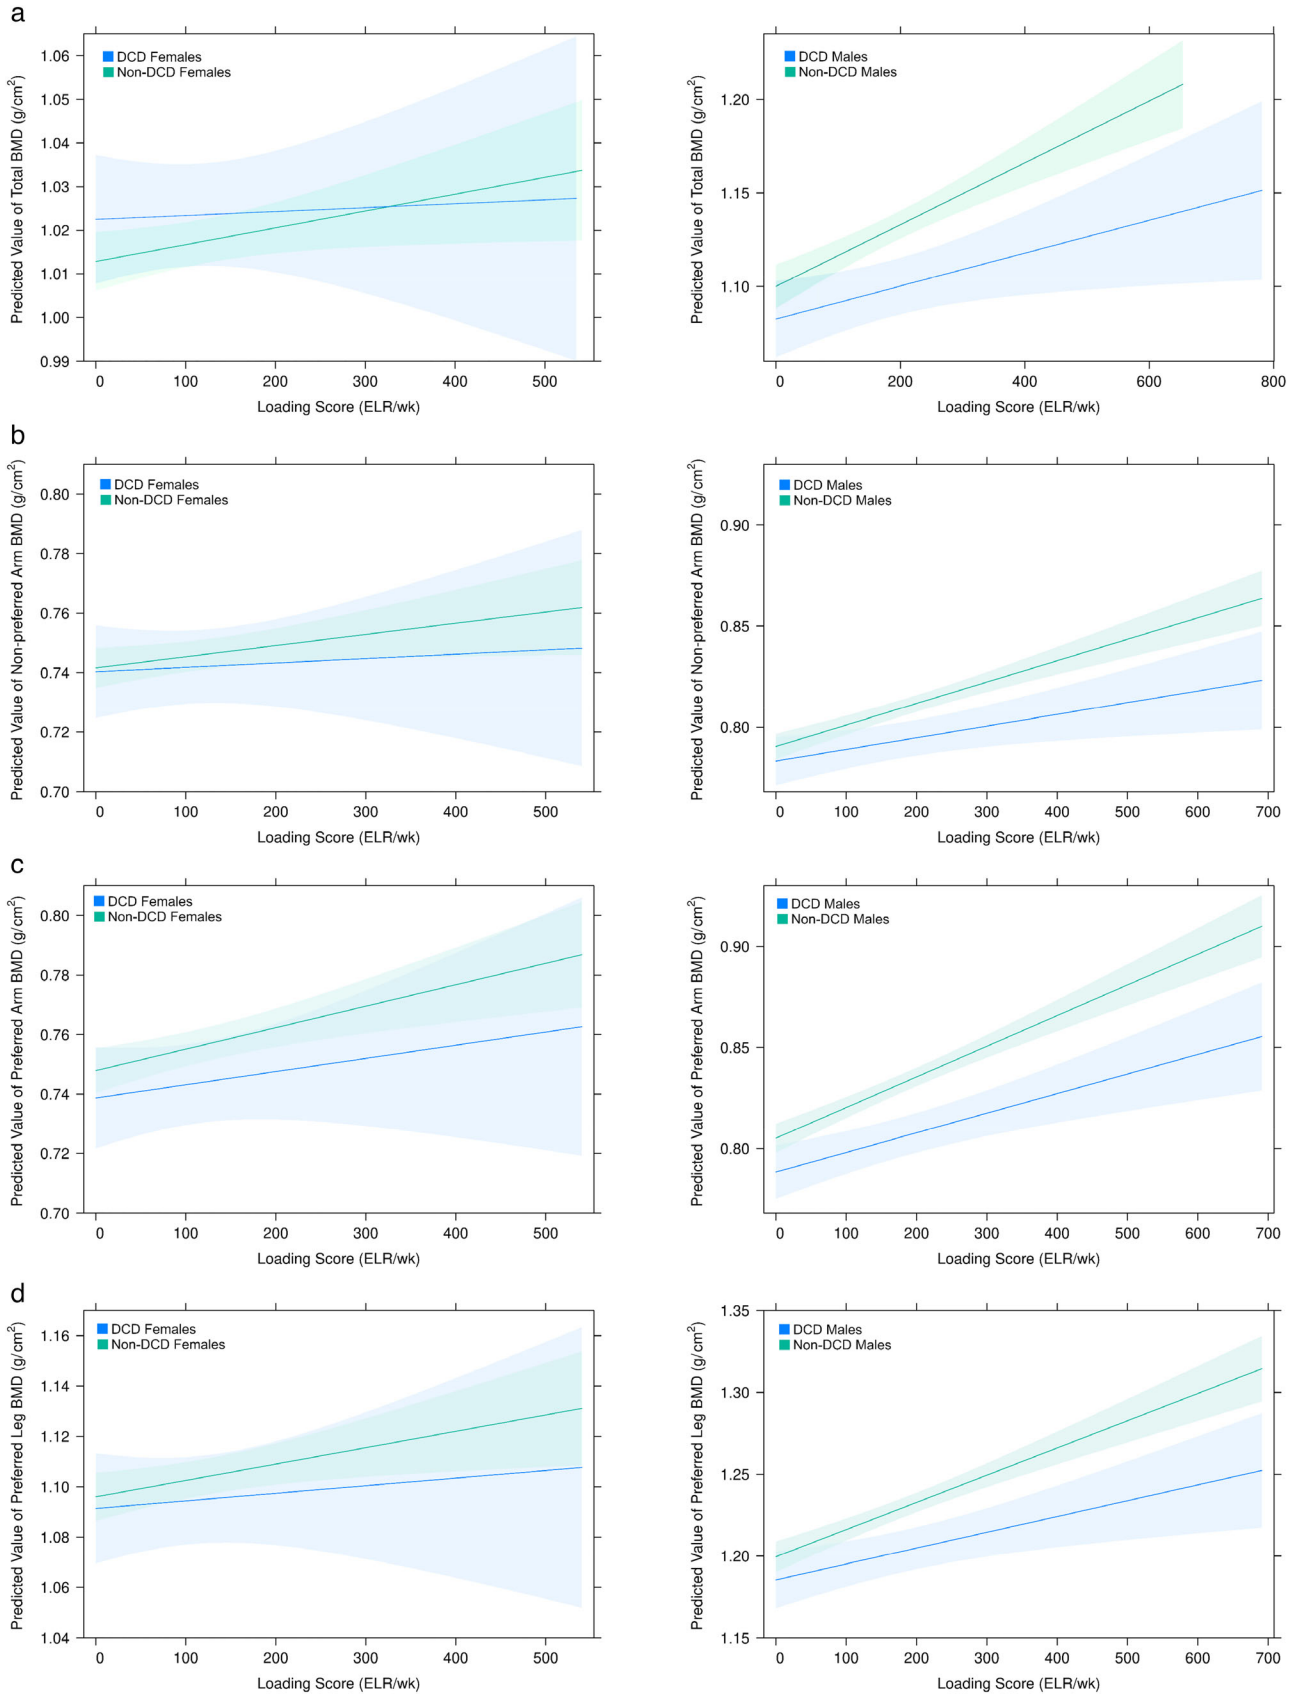 a
DCD Females
Non-DCD Females
Predicted Value of Total BMD (g/cm²)
1.06
1.05
1.04
1.03
1.02
1.01
1.00
0.99
0 100 200 300 400 500
Loading Score (ELR/wk)
DCD Males
Non-DCD Males
Predicted Value of Total BMD (g/cm²)
1.20
1.15
1.10
0 200 400 600 800
Loading Score (ELR/wk)
b
DCD Females
Non-DCD Females
Predicted Value of Non-preferred Arm BMD (g/cm²)
0.80
0.78
0.76
0.74
0.72
0.70
0 100 200 300 400 500
Loading Score (ELR/wk)
DCD Males
Non-DCD Males
Predicted Value of Non-preferred Arm BMD (g/cm²)
0.90
0.85
0.80
0 100 200 300 400 500 600 700
Loading Score (ELR/wk)
c
DCD Females
Non-DCD Females
Predicted Value of Preferred Arm BMD (g/cm²)
0.80
0.78
0.76
0.74
0.72
0.70
0 100 200 300 400 500
Loading Score (ELR/wk)
DCD Males
Non-DCD Males
Predicted Value of Preferred Arm BMD (g/cm²)
0.90
0.85
0.80
0 100 200 300 400 500 600 700
Loading Score (ELR/wk)
d
DCD Females
Non-DCD Females
Predicted Value of Preferred Leg BMD (g/cm²)
1.16
1.14
1.12
1.10
1.08
1.06
1.04
0 100 200 300 400 500
Loading Score (ELR/wk)
DCD Males
Non-DCD Males
Predicted Value of Preferred Leg BMD (g/cm²)
1.35
1.30
1.25
1.20
1.15
0 100 200 300 400 500 600 700
Loading Score (ELR/wk)